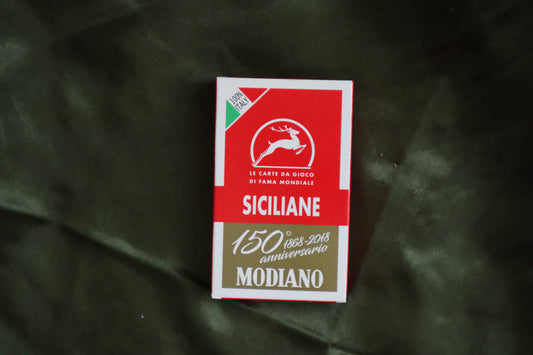 100%
ITALY
LE CARTE DA GIOCO
DI FAMA MONDIALE
SICILIANE
150° 1868-2018
anniversario
MODIANO